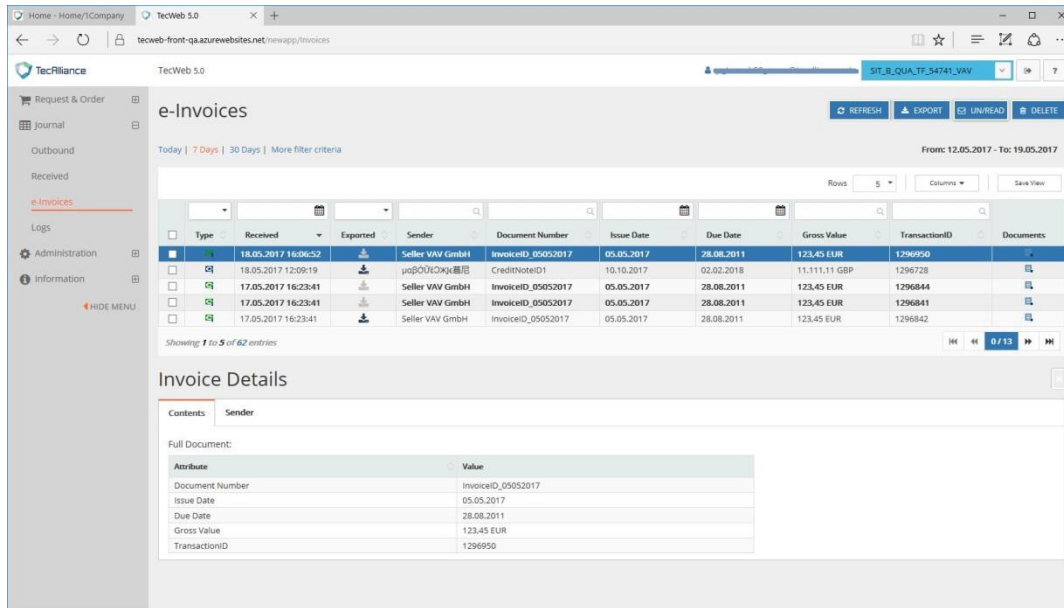 Home - Home/1Company
TecWeb 5.0
tecweb-front-qa.azurewebsites.net/newapp/invoices
TecAlliance
TecWeb 5.0
SIT_B_QUA_TF_54741_VAV
?
Request & Order
Journal
Outbound
Received
e-Invoices
Logs
Administration
Information
HIDE MENU
e-Invoices
REFRESH EXPORT UN/READ DELETE
Today | 7 Days | 30 Days | More filter criteria
From: 12.05.2017 - To: 19.05.2017
Rows 5 Columns Save View
Type Received Exported Sender Document Number Issue Date Due Date Gross Value TransactionID Documents
18.05.2017 16:06:52 Seller VAV GmbH InvoiceID_05052017 05.05.2017 28.08.2011 123,45 EUR 1296950
18.05.2017 12:09:19 CreditNoteID1 10.10.2017 02.02.2018 11.111,11 GBP 1296728
17.05.2017 16:23:41 Seller VAV GmbH InvoiceID_05052017 05.05.2017 28.08.2011 123,45 EUR 1296844
17.05.2017 16:23:41 Seller VAV GmbH InvoiceID_05052017 05.05.2017 28.08.2011 123,45 EUR 1296841
17.05.2017 16:23:41 Seller VAV GmbH InvoiceID_05052017 05.05.2017 28.08.2011 123,45 EUR 1296842
Showing 1 to 5 of 62 entries
0 / 13
Invoice Details
Contents Sender
Full Document:
Attribute Value
Document Number InvoiceID_05052017
Issue Date 05.05.2017
Due Date 28.08.2011
Gross Value 123,45 EUR
TransactionID 1296950